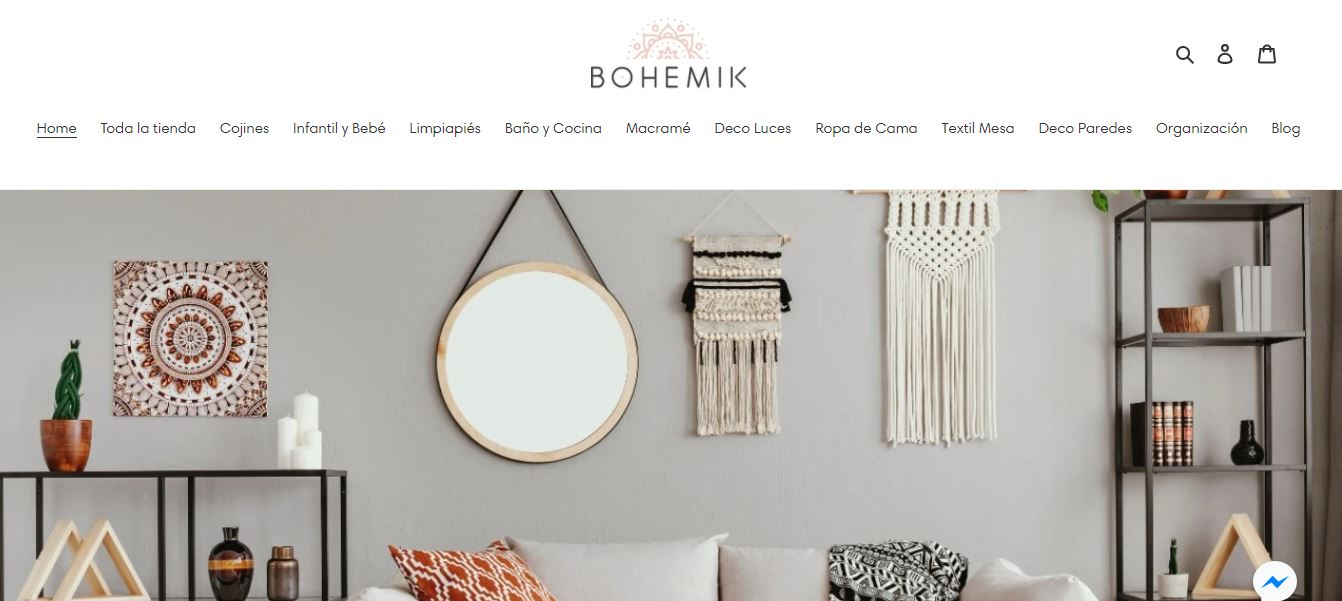 BOHEMIK
Home Toda la tienda Cojines Infantil y Bebé Limpiapiés Baño y Cocina Macramé Deco Luces Ropa de Cama Textil Mesa Deco Paredes Organización Blog